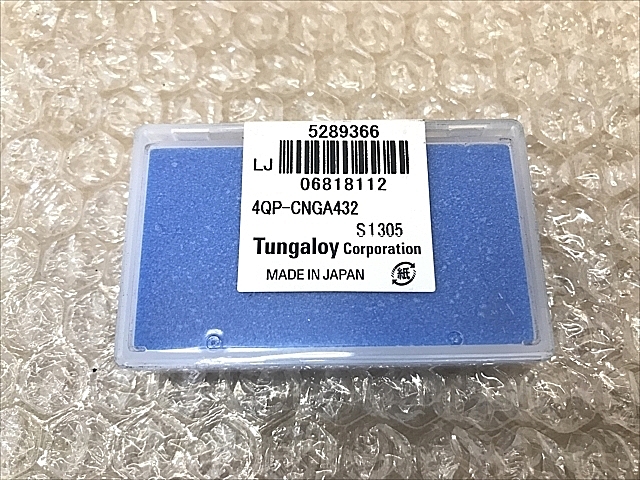 5289366
LJ
06818112
4QP-CNGA432
S1305
Tungaloy Corporation
MADE IN JAPAN 紙